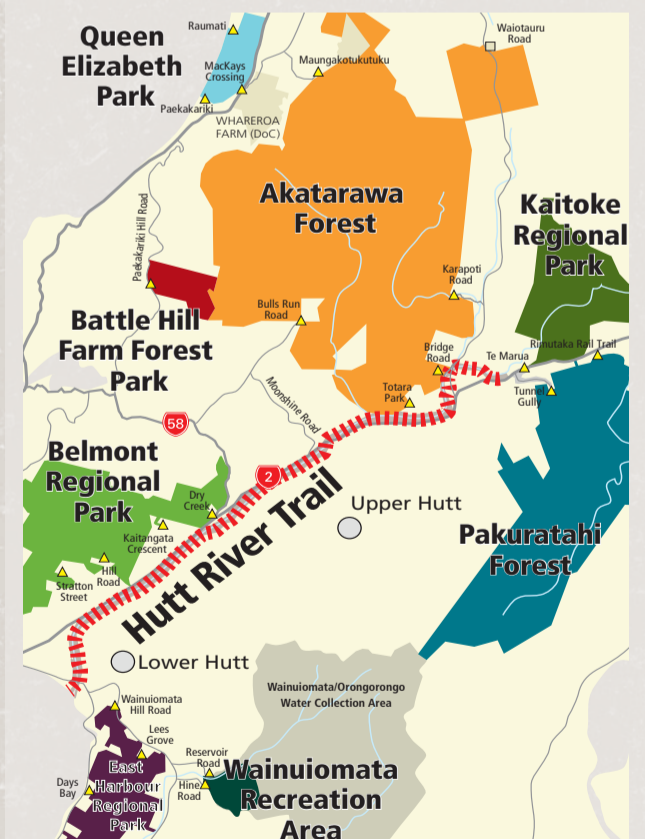 Raumati
Waiotauru
Road
Queen
Elizabeth
Park
MacKays
Crossing
Maungakotukutuku
Paekakariki
WHAREROA
FARM (DoC)
Akatarawa
Forest
Kaitoke
Regional
Park
Paekakariki Hill Road
Karapoti
Road
Bulls Run
Road
Battle Hill
Farm Forest
Park
Bridge
Road
Te Marua
Rimutaka Rail Trail
Tunnel
Gully
Totara
Park
Moonshine Road
58
2
Belmont
Regional
Park
Dry
Creek
Kaitangata
Crescent
Hill
Road
Stratton
Street
Hutt River Trail
Upper Hutt
Pakuratahi
Forest
Lower Hutt
Wainuiomata/Orongorongo
Water Collection Area
Wainuiomata
Hill Road
Lees
Grove
Reservoir
Road
Hine
Road
Days
Bay
East
Harbour
Regional
Park
Wainuiomata
Recreation
Area